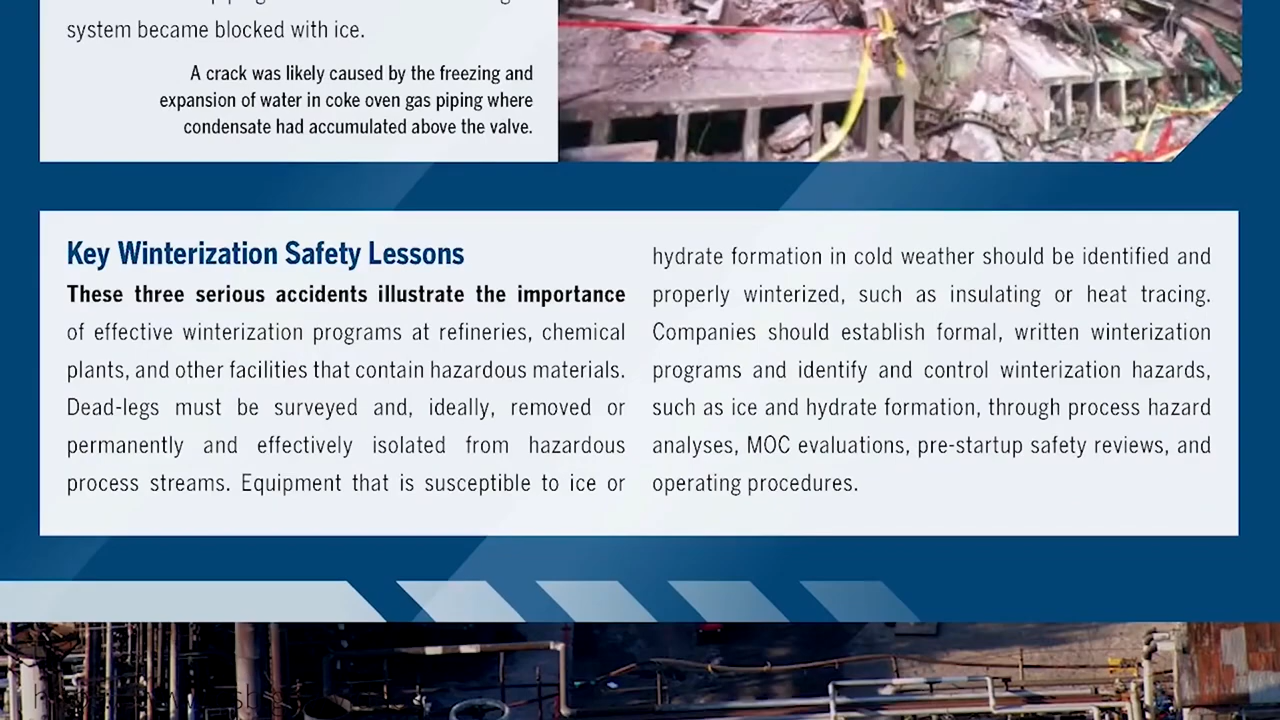 system became blocked with ice.
A crack was likely caused by the freezing and
expansion of water in coke oven gas piping where
condensate had accumulated above the valve.
Key Winterization Safety Lessons
These three serious accidents illustrate the importance
of effective winterization programs at refineries, chemical
plants, and other facilities that contain hazardous materials.
Dead-legs must be surveyed and, ideally, removed or
permanently and effectively isolated from hazardous
process streams. Equipment that is susceptible to ice or
hydrate formation in cold weather should be identified and
properly winterized, such as insulating or heat tracing.
Companies should establish formal, written winterization
programs and identify and control winterization hazards,
such as ice and hydrate formation, through process hazard
analyses, MOC evaluations, pre-startup safety reviews, and
operating procedures.